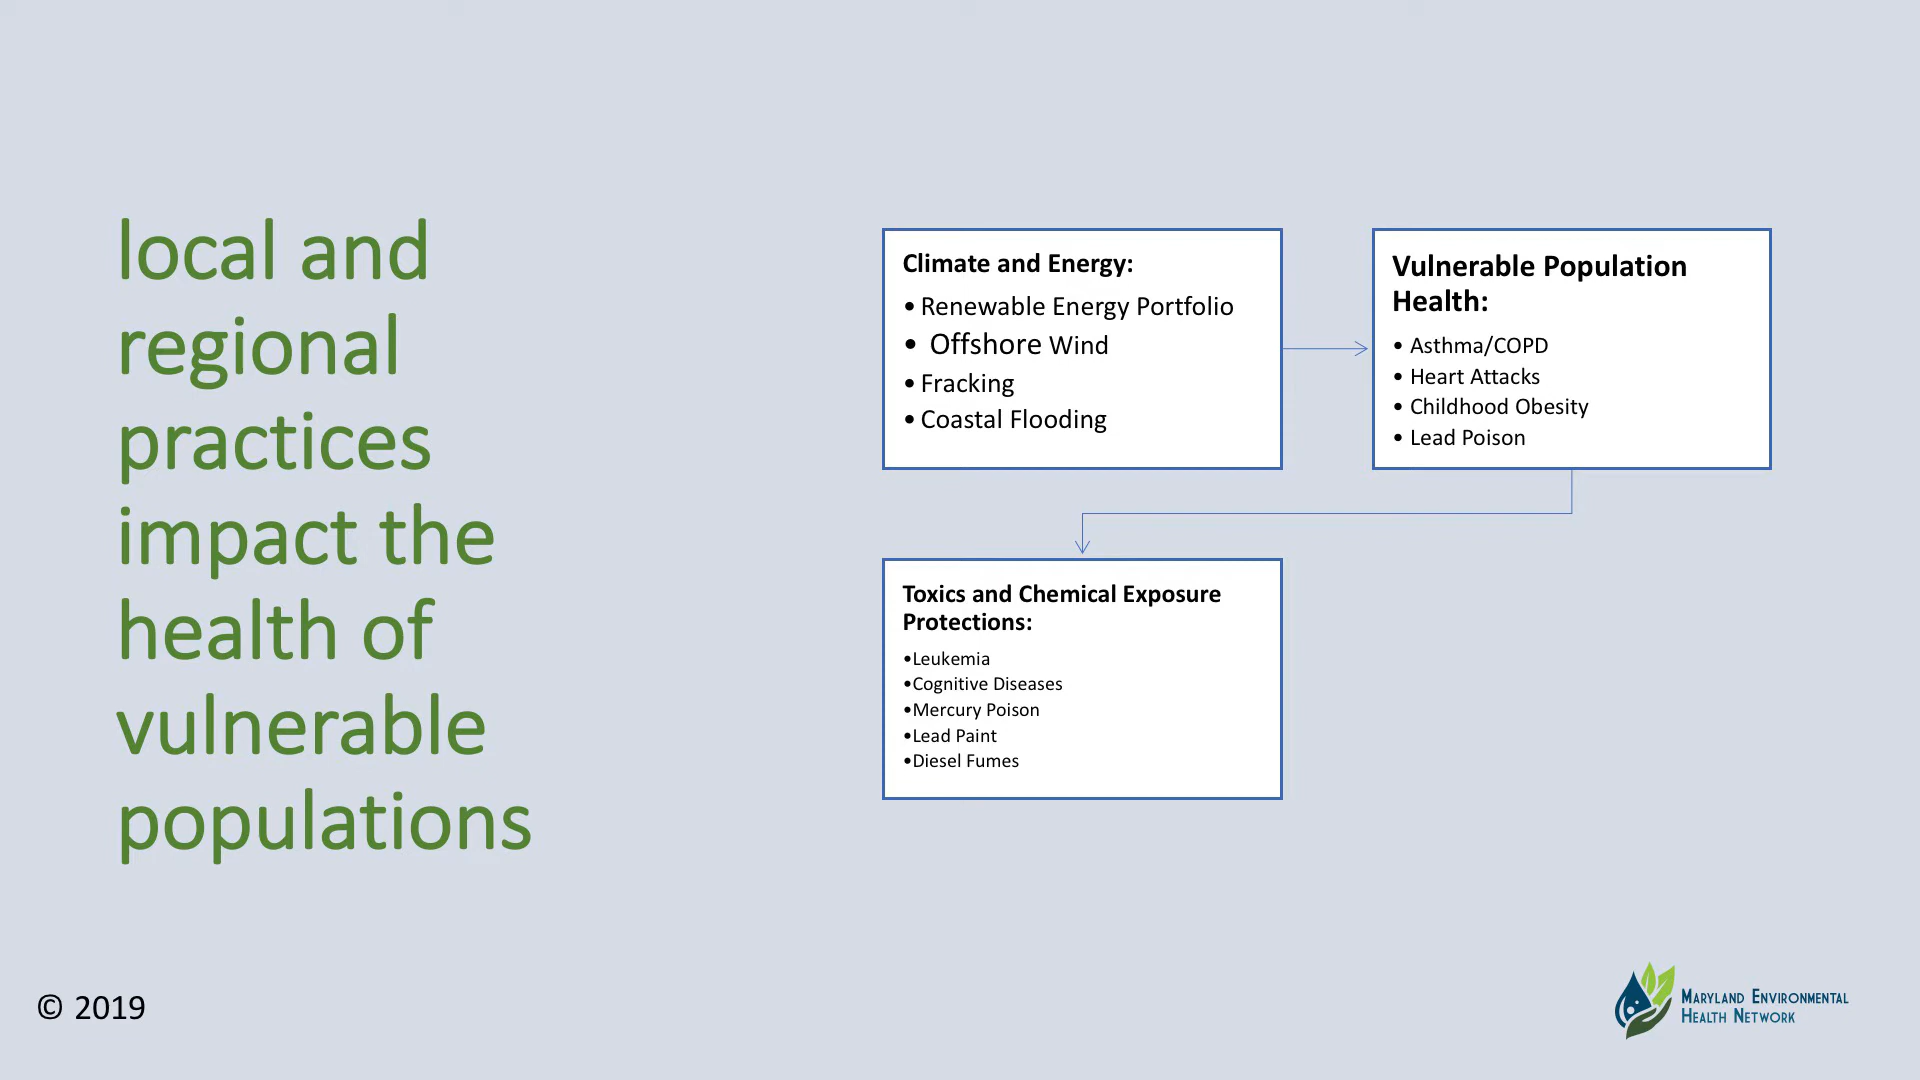 local and
regional
practices
impact the
health of
vulnerable
populations
Climate and Energy:
• Renewable Energy Portfolio
• Offshore Wind
• Fracking
• Coastal Flooding
Vulnerable Population
Health:
• Asthma/COPD
• Heart Attacks
• Childhood Obesity
• Lead Poison
Toxics and Chemical Exposure
Protections:
•Leukemia
•Cognitive Diseases
•Mercury Poison
•Lead Paint
•Diesel Fumes
© 2019
Maryland Environmental
Health Network